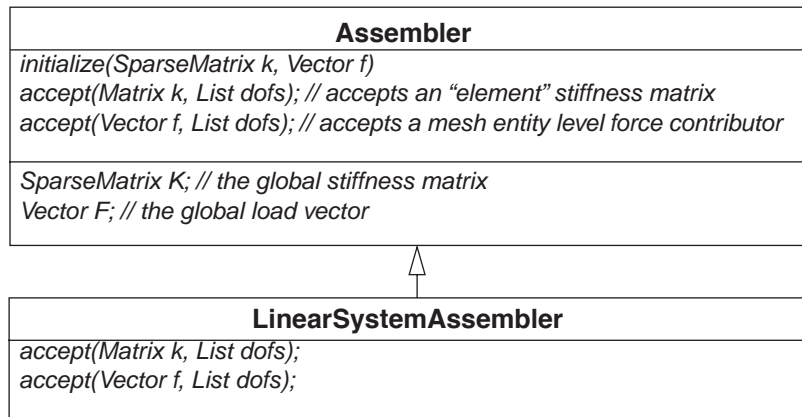 Assembler
initialize(SparseMatrix k, Vector f)
accept(Matrix k, List dofs); // accepts an “element” stiffness matrix
accept(Vector f, List dofs); // accepts a mesh entity level force contributor
SparseMatrix K; // the global stiffness matrix
Vector F; // the global load vector
LinearSystemAssembler
accept(Matrix k, List dofs);
accept(Vector f, List dofs);